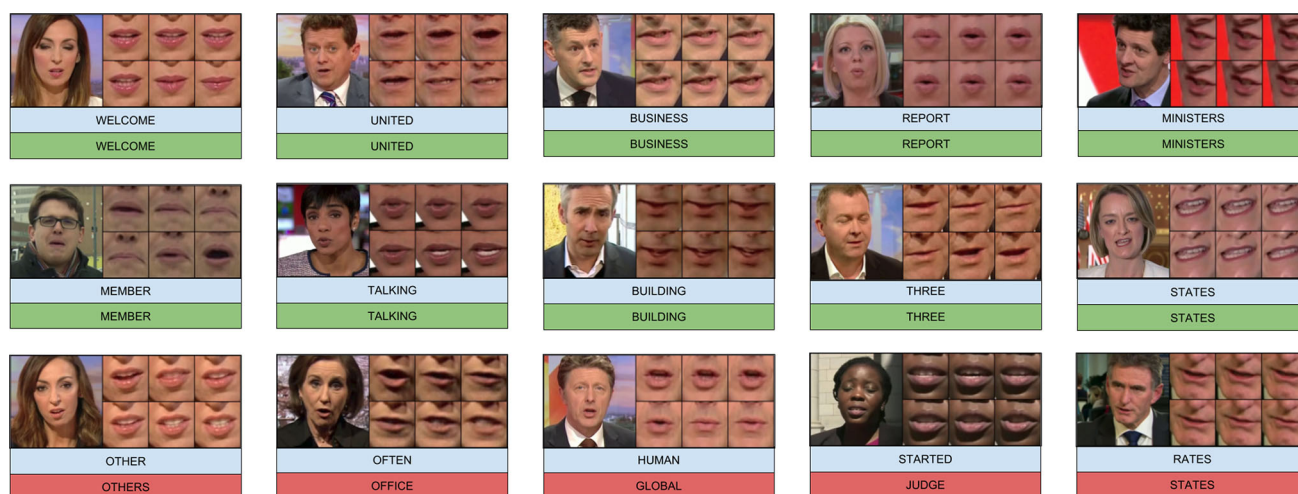 WELCOME
WELCOME
UNITED
UNITED
BUSINESS
BUSINESS
REPORT
REPORT
MINISTERS
MINISTERS
MEMBER
MEMBER
TALKING
TALKING
BUILDING
BUILDING
THREE
THREE
STATES
STATES
OTHER
OTHERS
OFTEN
OFFICE
HUMAN
GLOBAL
STARTED
JUDGE
RATES
STATES